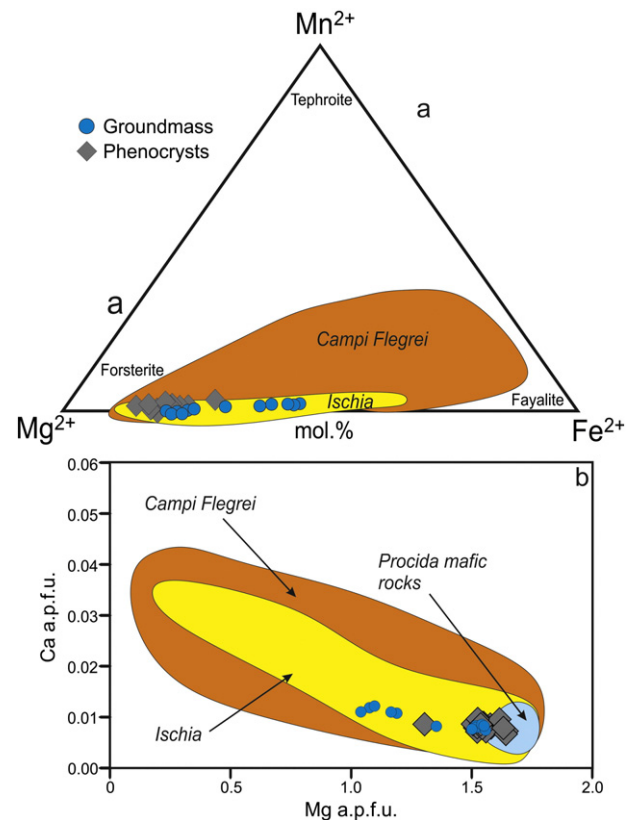 Mn2+
Tephroite
a
Groundmass
Phenocrysts
a
Campi Flegrei
Forsterite
Ischia
Fayalite
Mg2+
mol.%
Fe2+
0.06
b
Campi Flegrei
0.05
Procida mafic
rocks
0.04
Ca a.p.f.u.
0.03
0.02
0.01
Ischia
0.00
0
0.5
1.0
1.5
2.0
Mg a.p.f.u.